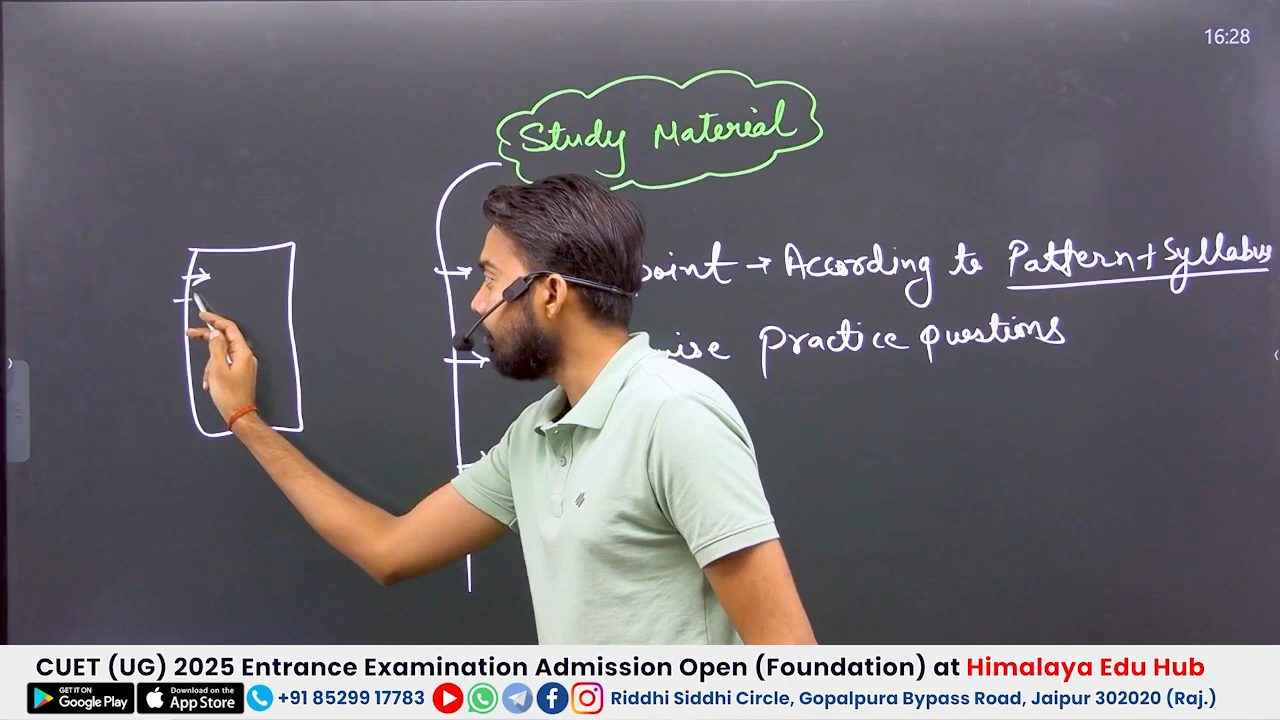 16:28
Study Material
point → According to Pattern + Syllabus
wise Practice questions
CUET (UG) 2025 Entrance Examination Admission Open (Foundation) at Himalaya Edu Hub
GET IT ON Google Play Download on the App Store +91 85299 17783 Riddhi Siddhi Circle, Gopalpura Bypass Road, Jaipur 302020 (Raj.)